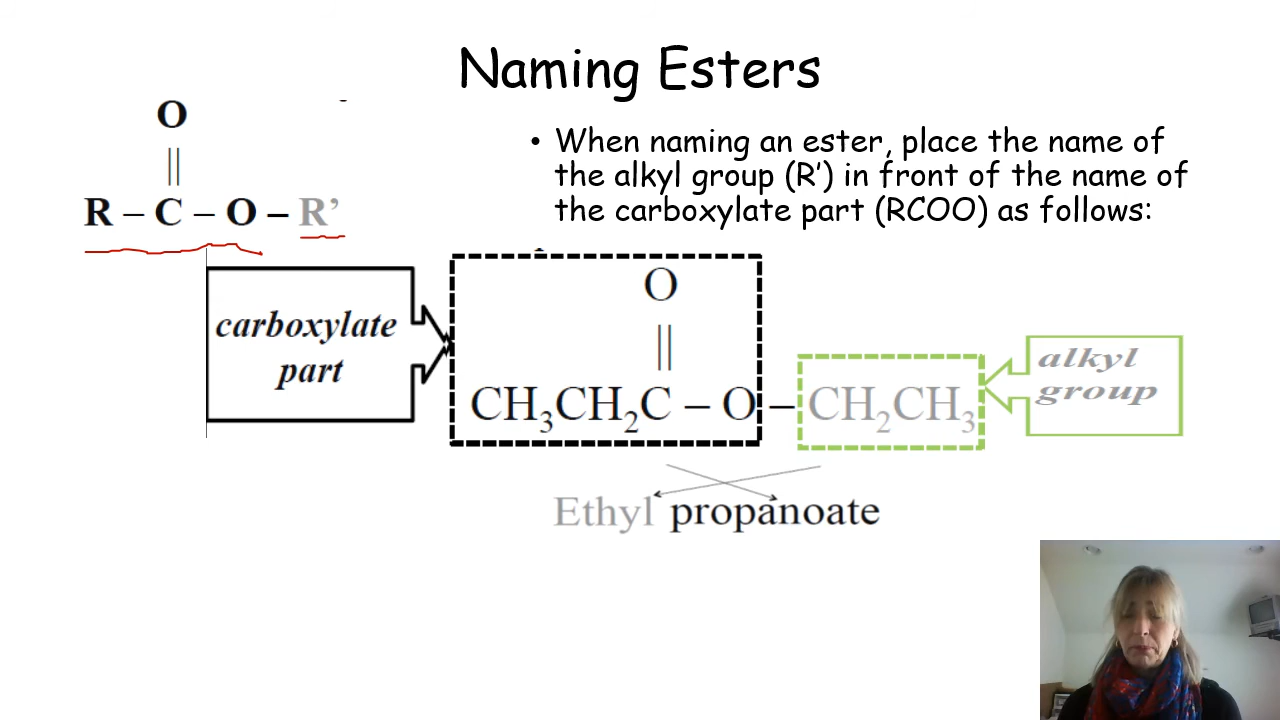 Naming Esters
O
||
R – C – O – R’
• When naming an ester, place the name of
the alkyl group (R’) in front of the name of
the carboxylate part (RCOO) as follows:
carboxylate
part
O
||
CH₃CH₂C – O – CH₂CH₃
alkyl
group
Ethyl propanoate